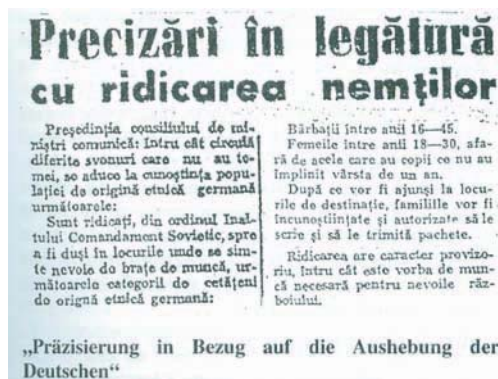 Precizări în legătură
cu ridicarea nemților
Președinția consiliului de mi-
niștri comunică: Intru cât circulă
diferite svonuri care nu au te-
mei, se aduce la cunoștința popu-
lației de origină etnică germană
următoarele:
Sunt ridicați, din ordinul Inal-
tului Comandament Sovietic, spre
a fi duși în locurile unde se sim-
te nevoie de brațe de muncă, ur-
mătoarele categorii de cetățeni
de orignă etnică germană:
Bărbații între anii 16—45.
Femeile între anii 18—30, afa-
ră de acele care au copii ce nu au
împlinit vârsta de un an.
După ce vor fi ajunși la locu-
rile de destinație, familiile vor fi
încunoștiințate și autorizate să le
scrie și să le trimită pachete.
Ridicarea are caracter provizo-
riu, întru cât este vorba de mun-
că necesară pentru nevoile răz-
boiului.
„Präzisierung in Bezug auf die Aushebung der
Deutschen“